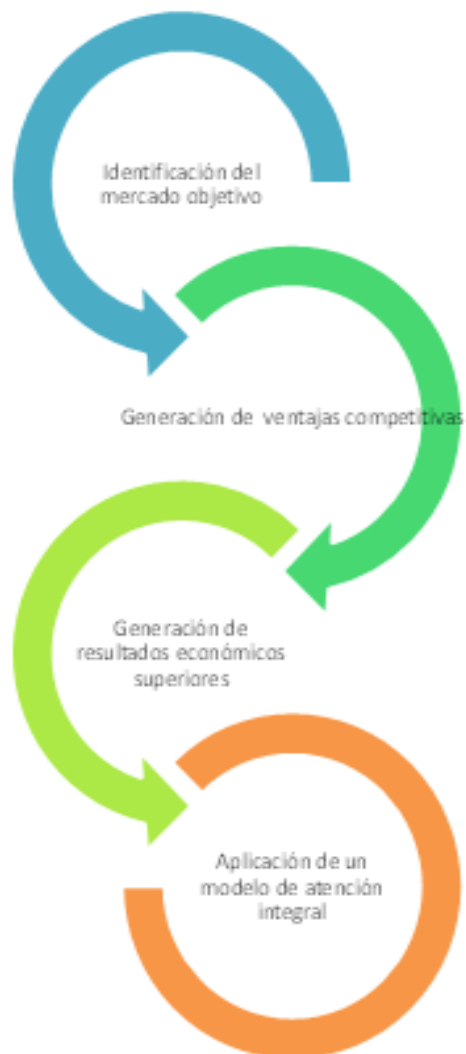 Identificación del
mercado objetivo
Generación de ventajas competitivas
Generación de
resultados económicos
superiores
Aplicación de un
modelo de atención
integral